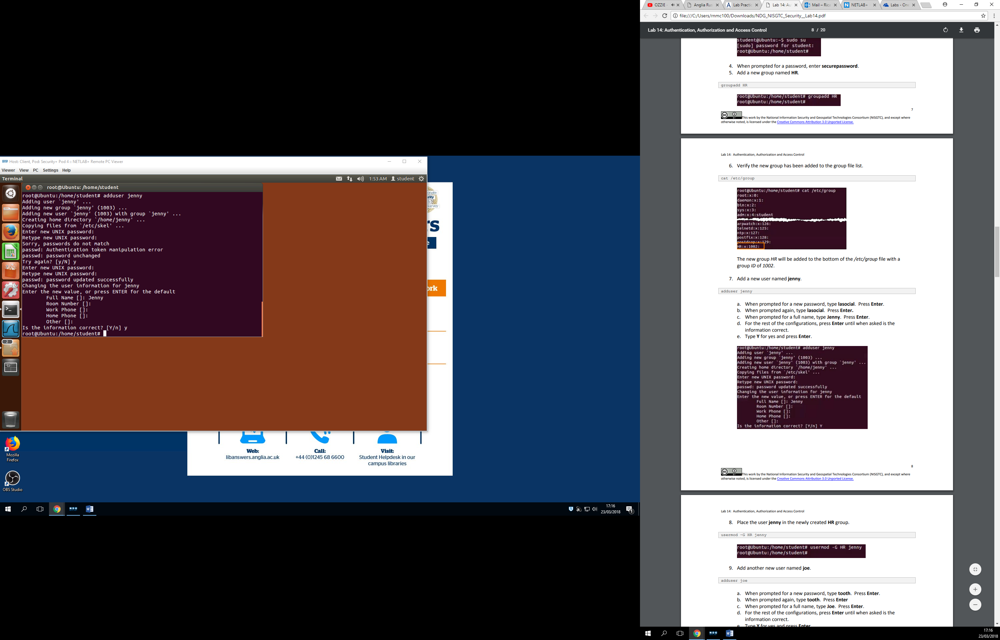 Host: Client, Pod: Security+ Pod 4 :: NETLAB+ Remote PC Viewer
Viewer View PC Settings Help
Terminal
1:53 AM student
root@Ubuntu: /home/student
root@Ubuntu:/home/student# adduser jenny
Adding user `jenny' ...
Adding new group `jenny' (1003) ...
Adding new user `jenny' (1003) with group `jenny' ...
Creating home directory `/home/jenny' ...
Copying files from `/etc/skel' ...
Enter new UNIX password:
Retype new UNIX password:
Sorry, passwords do not match
passwd: Authentication token manipulation error
passwd: password unchanged
Try again? [y/N] y
Enter new UNIX password:
Retype new UNIX password:
passwd: password updated successfully
Changing the user information for jenny
Enter the new value, or press ENTER for the default
Full Name []: Jenny
Room Number []:
Work Phone []:
Home Phone []:
Other []:
Is the information correct? [Y/n] y
root@Ubuntu:/home/student#
2
survey
rs
e
ork
Web:
libanswers.anglia.ac.uk
Call:
+44 (0)1245 68 6600
Visit:
Student Helpdesk in our
campus libraries
Mozilla
Firefox
OBS Studio
NDG
17:16
23/03/2018
1
OZZIE -
Anglia Rus
Lab Practic
Lab 14: Au
Mail – Rica
NETLAB+
Labs - One
file:///C:/Users/rnmc100/Downloads/NDG_NISGTC_Security__Lab14.pdf
Lab 14: Authentication, Authorization and Access Control
8 / 20
student@Ubuntu:~$ sudo su
[sudo] password for student:
root@Ubuntu:/home/student#
4. When prompted for a password, enter securepassword.
5. Add a new group named HR.
groupadd HR
root@Ubuntu:/home/student# groupadd HR
root@Ubuntu:/home/student#
7
This work by the National Information Security and Geospatial Technologies Consortium (NISGTC), and except where
otherwise noted, is licensed under the Creative Commons Attribution 3.0 Unported License.
Lab 14: Authentication, Authorization and Access Control
6. Verify the new group has been added to the group file list.
cat /etc/group
root@Ubuntu:/home/student# cat /etc/group
root:x:0:
daemon:x:1:
bin:x:2:
sys:x:3:
adm:x:4:student
arpwatch:x:126:
telnetd:x:125:
ntp:x:127:
postfix:x:128:
postdrop:x:129:
HR:x:1002:
The new group HR will be added to the bottom of the /etc/group file with a
group ID of 1002.
7. Add a new user named jenny.
adduser jenny
a. When prompted for a new password, type lasocial. Press Enter.
b. When prompted again, type lasocial. Press Enter.
c. When prompted for a full name, type Jenny. Press Enter.
d. For the rest of the configurations, press Enter until when asked is the
information correct.
e. Type Y for yes and press Enter.
root@Ubuntu:/home/student# adduser jenny
Adding user `jenny' ...
Adding new group `jenny' (1003) ...
Adding new user `jenny' (1003) with group `jenny' ...
Creating home directory `/home/jenny' ...
Copying files from `/etc/skel' ...
Enter new UNIX password:
Retype new UNIX password:
passwd: password updated successfully
Changing the user information for jenny
Enter the new value, or press ENTER for the default
Full Name []: Jenny
Room Number []:
Work Phone []:
Home Phone []:
Other []:
Is the information correct? [Y/n] Y
8
This work by the National Information Security and Geospatial Technologies Consortium (NISGTC), and except where
otherwise noted, is licensed under the Creative Commons Attribution 3.0 Unported License.
Lab 14: Authentication, Authorization and Access Control
8. Place the user jenny in the newly created HR group.
usermod -G HR jenny
root@Ubuntu:/home/student# usermod -G HR jenny
root@Ubuntu:/home/student#
9. Add another new user named joe.
adduser joe
a. When prompted for a new password, type tooth. Press Enter.
b. When prompted again, type tooth. Press Enter
c. When prompted for a full name, type Joe. Press Enter.
d. For the rest of the configurations, press Enter until when asked is the
information correct.
e. Type Y for yes and press Enter.
NDG
17:16
23/03/2018